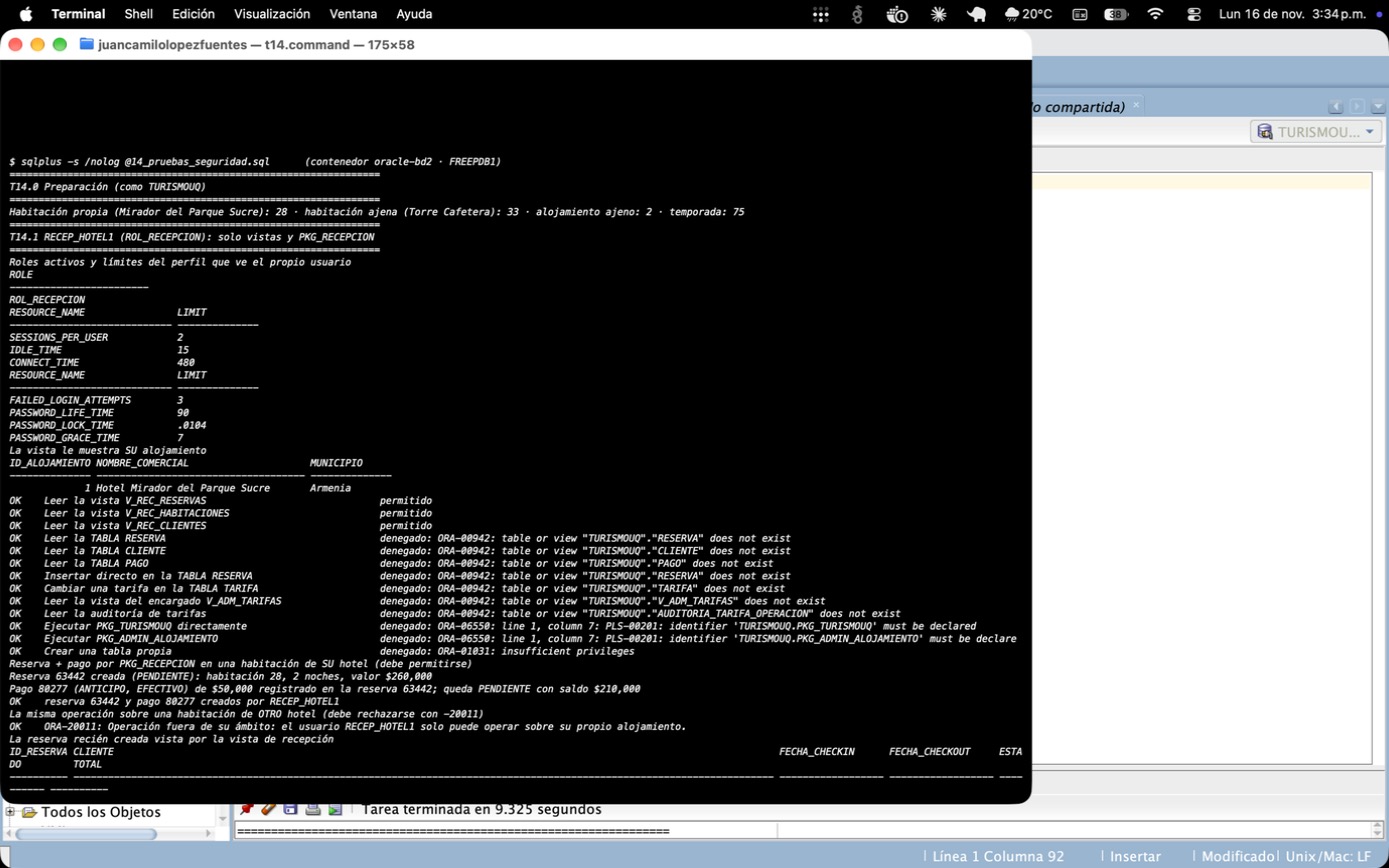 Terminal Shell Edición Visualización Ventana Ayuda 20°C 38 Lun 16 de nov. 3:34 p.m.
juancamilolopezfuentes — t14.command — 175×58
o compartida)
TURISMOU...
$ sqlplus -s /nolog @14_pruebas_seguridad.sql (contenedor oracle-bd2 · FREEPDB1)
================================================================
T14.0 Preparación (como TURISMOUQ)
================================================================
Habitación propia (Mirador del Parque Sucre): 28 · habitación ajena (Torre Cafetera): 33 · alojamiento ajeno: 2 · temporada: 75
================================================================
T14.1 RECEP_HOTEL1 (ROL_RECEPCION): solo vistas y PKG_RECEPCION
================================================================
Roles activos y límites del perfil que ve el propio usuario
ROLE
------------------------
ROL_RECEPCION
RESOURCE_NAME LIMIT
---------------------------- --------------
SESSIONS_PER_USER 2
IDLE_TIME 15
CONNECT_TIME 480
RESOURCE_NAME LIMIT
---------------------------- --------------
FAILED_LOGIN_ATTEMPTS 3
PASSWORD_LIFE_TIME 90
PASSWORD_LOCK_TIME .0104
PASSWORD_GRACE_TIME 7
La vista le muestra SU alojamiento
ID_ALOJAMIENTO NOMBRE_COMERCIAL MUNICIPIO
-------------- ------------------------------------ --------------
1 Hotel Mirador del Parque Sucre Armenia
OK Leer la vista V_REC_RESERVAS permitido
OK Leer la vista V_REC_HABITACIONES permitido
OK Leer la vista V_REC_CLIENTES permitido
OK Leer la TABLA RESERVA denegado: ORA-00942: table or view "TURISMOUQ"."RESERVA" does not exist
OK Leer la TABLA CLIENTE denegado: ORA-00942: table or view "TURISMOUQ"."CLIENTE" does not exist
OK Leer la TABLA PAGO denegado: ORA-00942: table or view "TURISMOUQ"."PAGO" does not exist
OK Insertar directo en la TABLA RESERVA denegado: ORA-00942: table or view "TURISMOUQ"."RESERVA" does not exist
OK Cambiar una tarifa en la TABLA TARIFA denegado: ORA-00942: table or view "TURISMOUQ"."TARIFA" does not exist
OK Leer la vista del encargado V_ADM_TARIFAS denegado: ORA-00942: table or view "TURISMOUQ"."V_ADM_TARIFAS" does not exist
OK Leer la auditoría de tarifas denegado: ORA-00942: table or view "TURISMOUQ"."AUDITORIA_TARIFA_OPERACION" does not exist
OK Ejecutar PKG_TURISMOUQ directamente denegado: ORA-06550: line 1, column 7: PLS-00201: identifier 'TURISMOUQ.PKG_TURISMOUQ' must be declared
OK Ejecutar PKG_ADMIN_ALOJAMIENTO denegado: ORA-06550: line 1, column 7: PLS-00201: identifier 'TURISMOUQ.PKG_ADMIN_ALOJAMIENTO' must be declare
OK Crear una tabla propia denegado: ORA-01031: insufficient privileges
Reserva + pago por PKG_RECEPCION en una habitación de SU hotel (debe permitirse)
Reserva 63442 creada (PENDIENTE): habitación 28, 2 noches, valor $260,000
Pago 80277 (ANTICIPO, EFECTIVO) de $50,000 registrado en la reserva 63442; queda PENDIENTE con saldo $210,000
OK reserva 63442 y pago 80277 creados por RECEP_HOTEL1
La misma operación sobre una habitación de OTRO hotel (debe rechazarse con -20011)
OK ORA-20011: Operación fuera de su ámbito: el usuario RECEP_HOTEL1 solo puede operar sobre su propio alojamiento.
La reserva recién creada vista por la vista de recepción
ID_RESERVA CLIENTE FECHA_CHECKIN FECHA_CHECKOUT ESTA
DO TOTAL
---------- ------------------------------------------------------------------------------------------------------------------------- ------------------ ------------------ ----
------ ----------
Todos los Objetos
Tarea terminada en 9.325 segundos
================================================================
Línea 1 Columna 92 Insertar Modificado Unix/Mac: LF